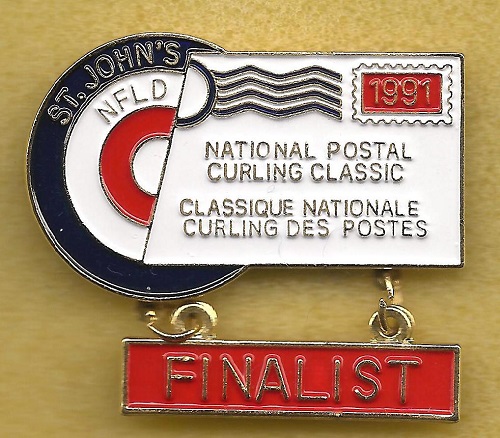 ST. JOHN'S
NFLD
1991
NATIONAL POSTAL
CURLING CLASSIC
CLASSIQUE NATIONALE
CURLING DES POSTES
FINALIST